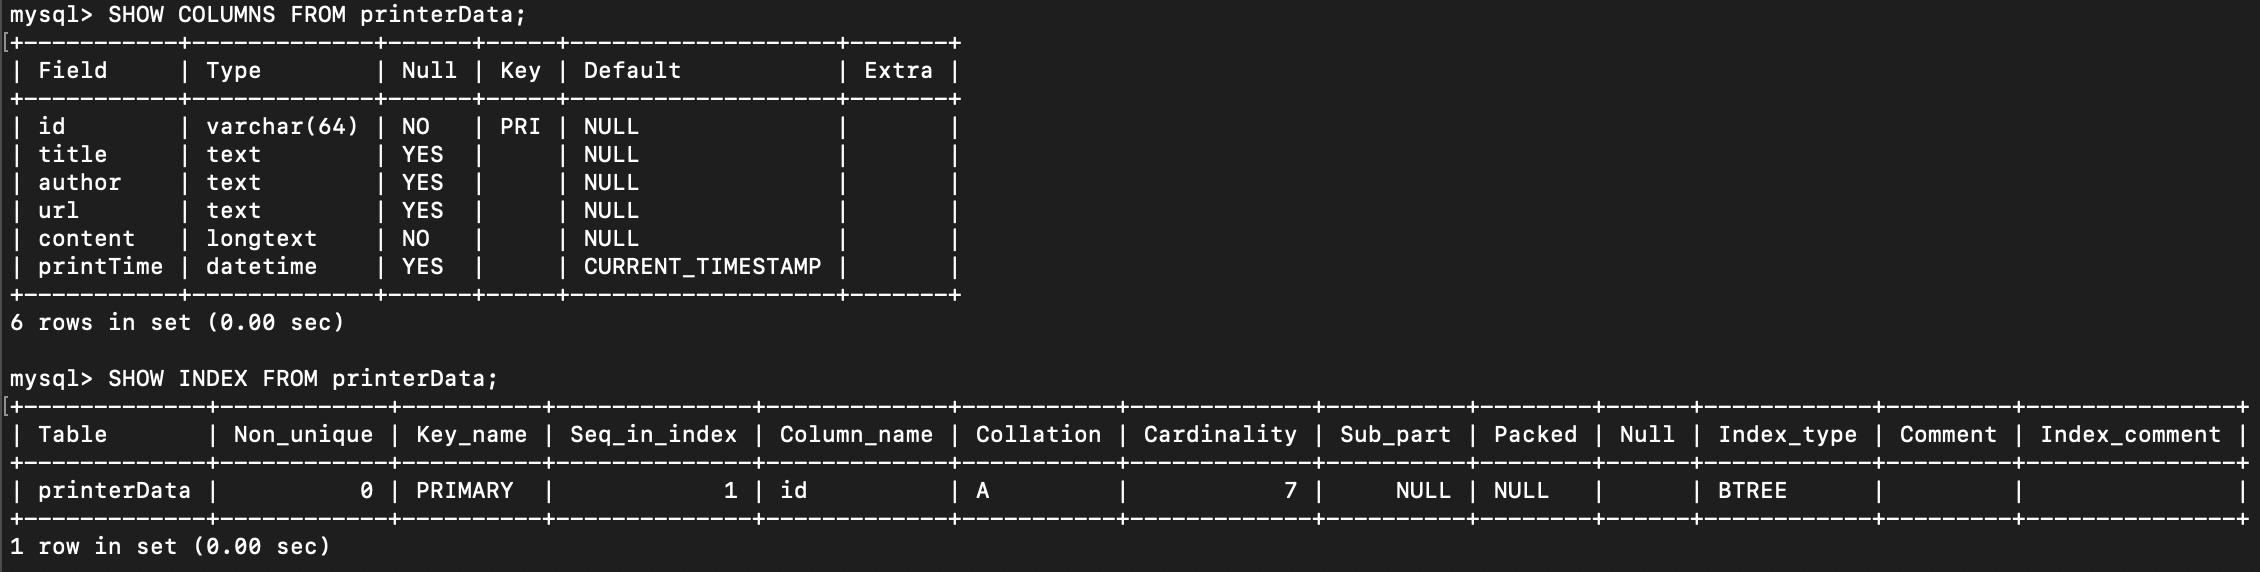 mysql> SHOW COLUMNS FROM printerData;
[+-----------+-------------+------+-----+-------------------+-------+
| Field     | Type        | Null | Key | Default           | Extra |
+-----------+-------------+------+-----+-------------------+-------+
| id        | varchar(64) | NO   | PRI | NULL              |       |
| title     | text        | YES  |     | NULL              |       |
| author    | text        | YES  |     | NULL              |       |
| url       | text        | YES  |     | NULL              |       |
| content   | longtext    | NO   |     | NULL              |       |
| printTime | datetime    | YES  |     | CURRENT_TIMESTAMP |       |
+-----------+-------------+------+-----+-------------------+-------+
6 rows in set (0.00 sec)

mysql> SHOW INDEX FROM printerData;
[+-------------+------------+----------+--------------+-------------+-----------+-------------+----------+--------+------+------------+---------+---------------+
| Table       | Non_unique | Key_name | Seq_in_index | Column_name | Collation | Cardinality | Sub_part | Packed | Null | Index_type | Comment | Index_comment |
+-------------+------------+----------+--------------+-------------+-----------+-------------+----------+--------+------+------------+---------+---------------+
| printerData |          0 | PRIMARY  |            1 | id          | A         |           7 |     NULL | NULL   |      | BTREE      |         |               |
+-------------+------------+----------+--------------+-------------+-----------+-------------+----------+--------+------+------------+---------+---------------+
1 row in set (0.00 sec)